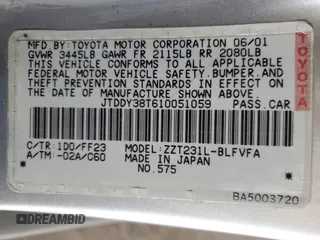 MFD.BY: TOYOTA MOTOR CORPORATION 06/01
GVWR 3445LB GAWR FR 2115LB RR 2080LB
THIS VEHICLE CONFORMS TO ALL APPLICABLE
FEDERAL MOTOR VEHICLE SAFETY, BUMPER, AND
THEFT PREVENTION STANDARDS IN EFFECT ON THE
DATE OF MANUFACTURE SHOWN ABOVE.
JTDDY38T610051059 PASS.CAR
C/TR:1D0/FF23 MODEL:ZZT231L-BLFVFA
A/TM:-02A/C60 MADE IN JAPAN
NO.575
TOYOTA
BA5003720
DREAMBID